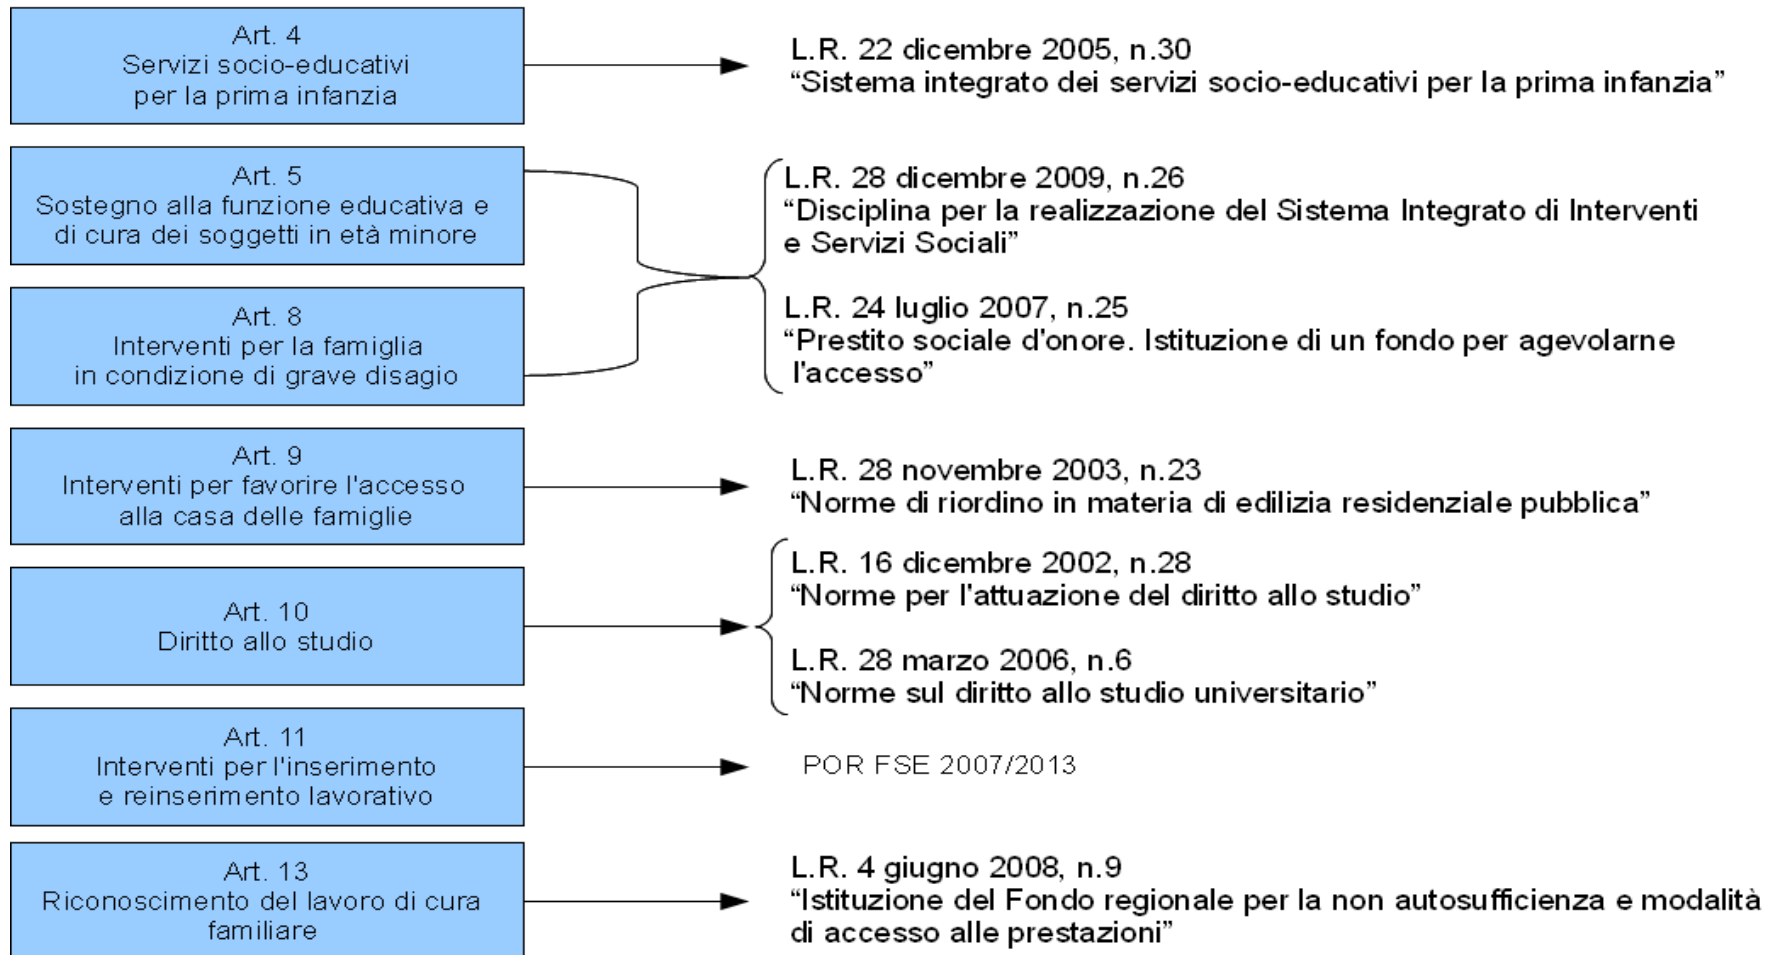 Art. 4
Servizi socio-educativi
per la prima infanzia
L.R. 22 dicembre 2005, n.30
“Sistema integrato dei servizi socio-educativi per la prima infanzia”
Art. 5
Sostegno alla funzione educativa e
di cura dei soggetti in età minore
Art. 8
Interventi per la famiglia
in condizione di grave disagio
L.R. 28 dicembre 2009, n.26
“Disciplina per la realizzazione del Sistema Integrato di Interventi
e Servizi Sociali”
L.R. 24 luglio 2007, n.25
“Prestito sociale d'onore. Istituzione di un fondo per agevolarne
l'accesso”
Art. 9
Interventi per favorire l'accesso
alla casa delle famiglie
L.R. 28 novembre 2003, n.23
“Norme di riordino in materia di edilizia residenziale pubblica”
Art. 10
Diritto allo studio
L.R. 16 dicembre 2002, n.28
“Norme per l'attuazione del diritto allo studio”
L.R. 28 marzo 2006, n.6
“Norme sul diritto allo studio universitario”
Art. 11
Interventi per l'inserimento
e reinserimento lavorativo
POR FSE 2007/2013
Art. 13
Riconoscimento del lavoro di cura
familiare
L.R. 4 giugno 2008, n.9
“Istituzione del Fondo regionale per la non autosufficienza e modalità
di accesso alle prestazioni”